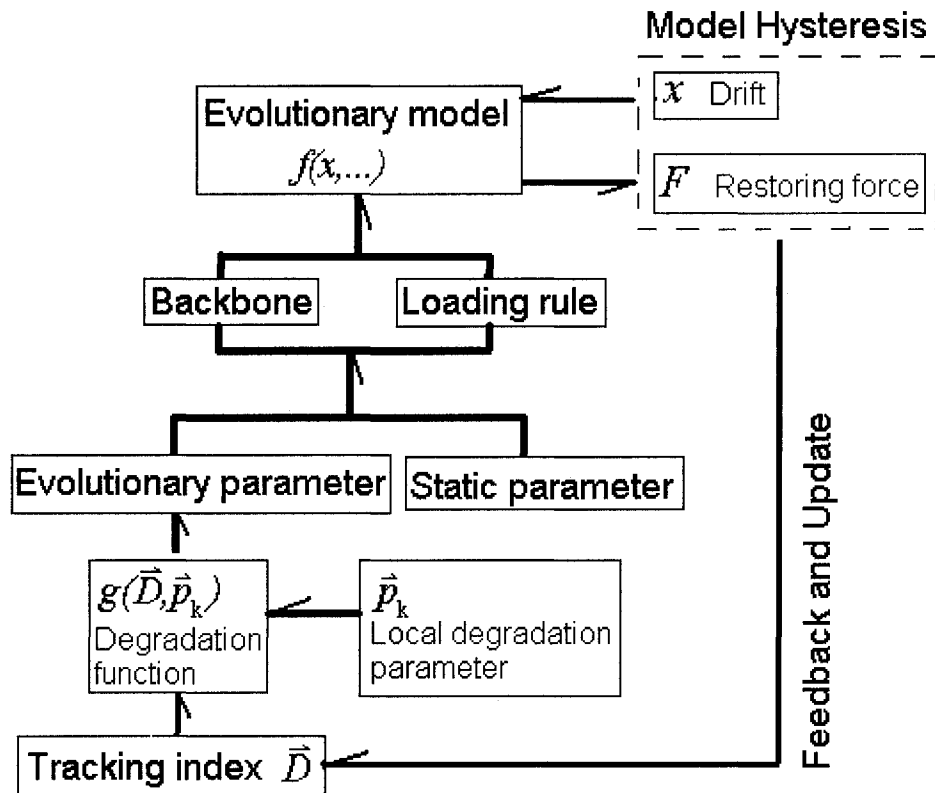 Model Hysteresis
x Drift
Evolutionary model
f(x,...)
F Restoring force
Backbone
Loading rule
Evolutionary parameter
Static parameter
g(D⃗,p⃗ₖ)
Degradation
function
p⃗ₖ
Local degradation
parameter
Tracking index D⃗
Feedback and Update